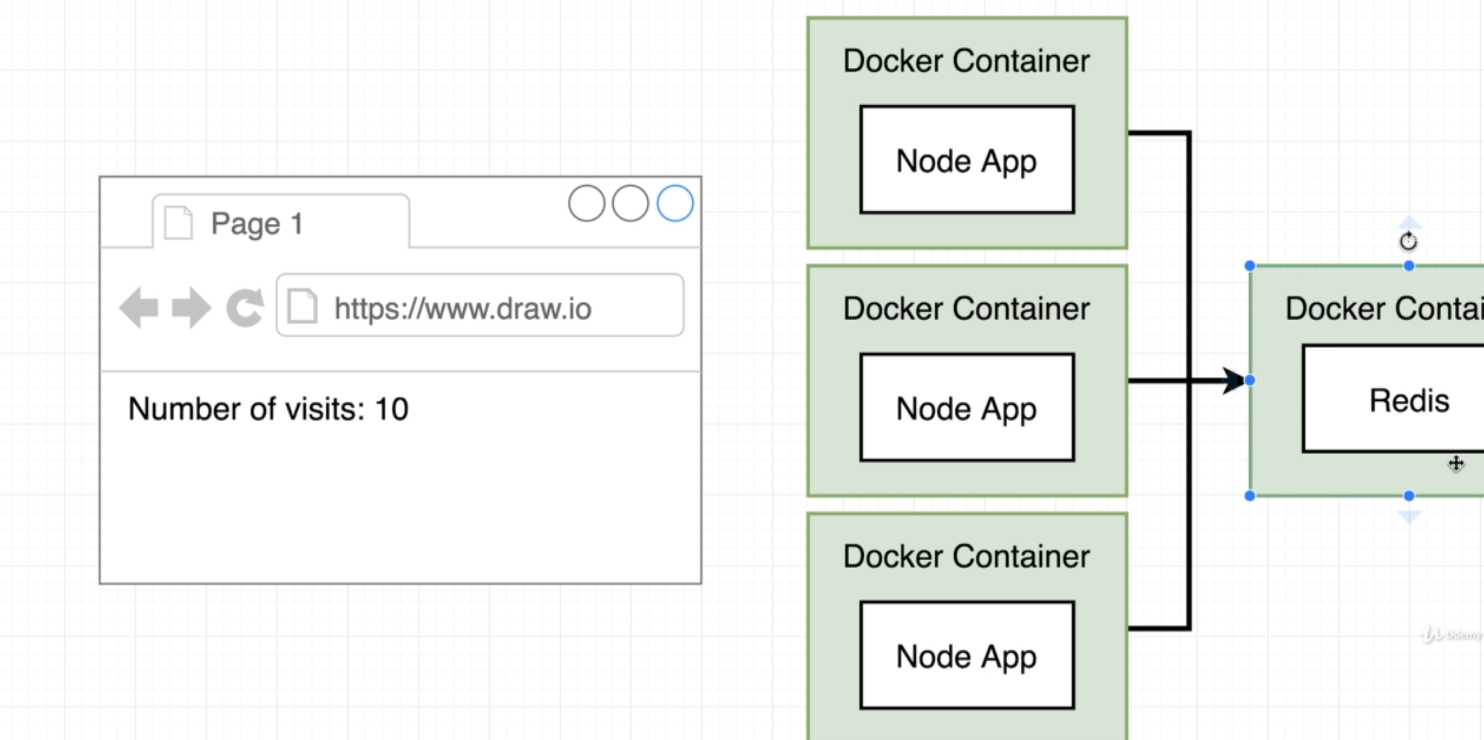 Page 1
https://www.draw.io
Number of visits: 10
Docker Container
Node App
Docker Container
Node App
Docker Container
Node App
Docker Contai
Redis
Udemy